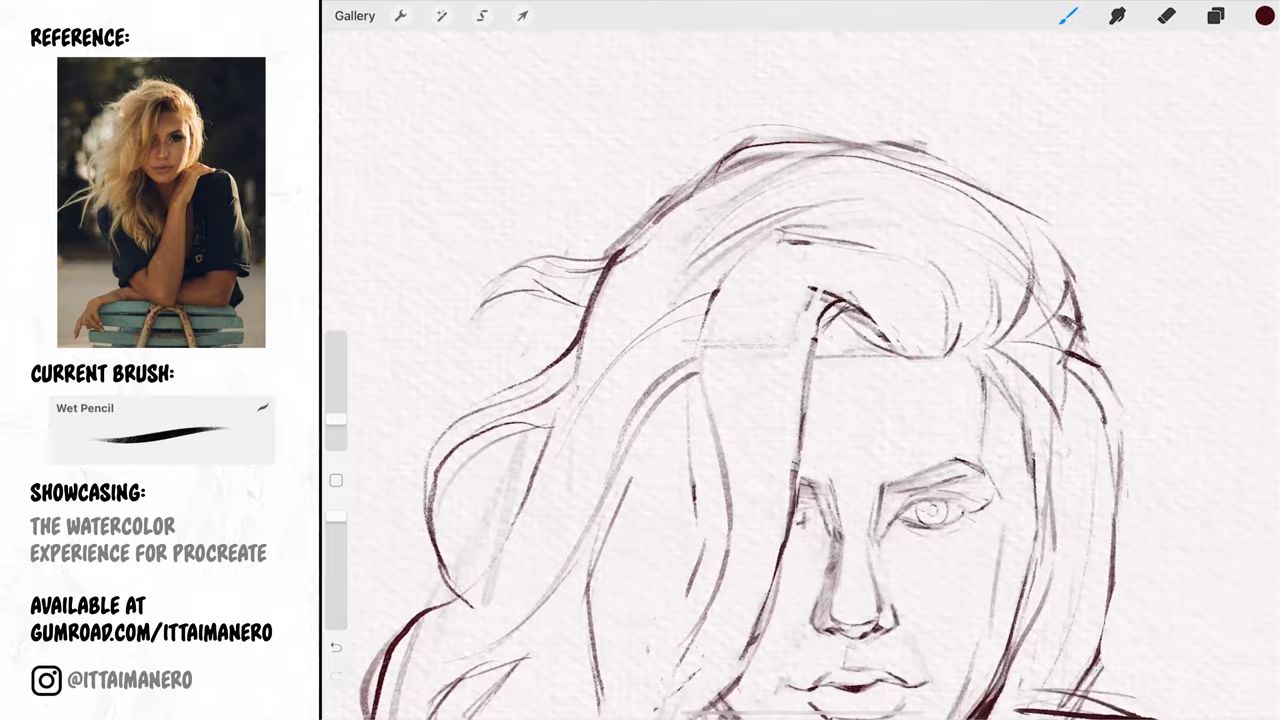 REFERENCE:
Gallery
CURRENT BRUSH:
Wet Pencil
SHOWCASING:
THE WATERCOLOR
EXPERIENCE FOR PROCREATE
AVAILABLE AT
GUMROAD.COM/ITTAIMANERO
@ITTAIMANERO